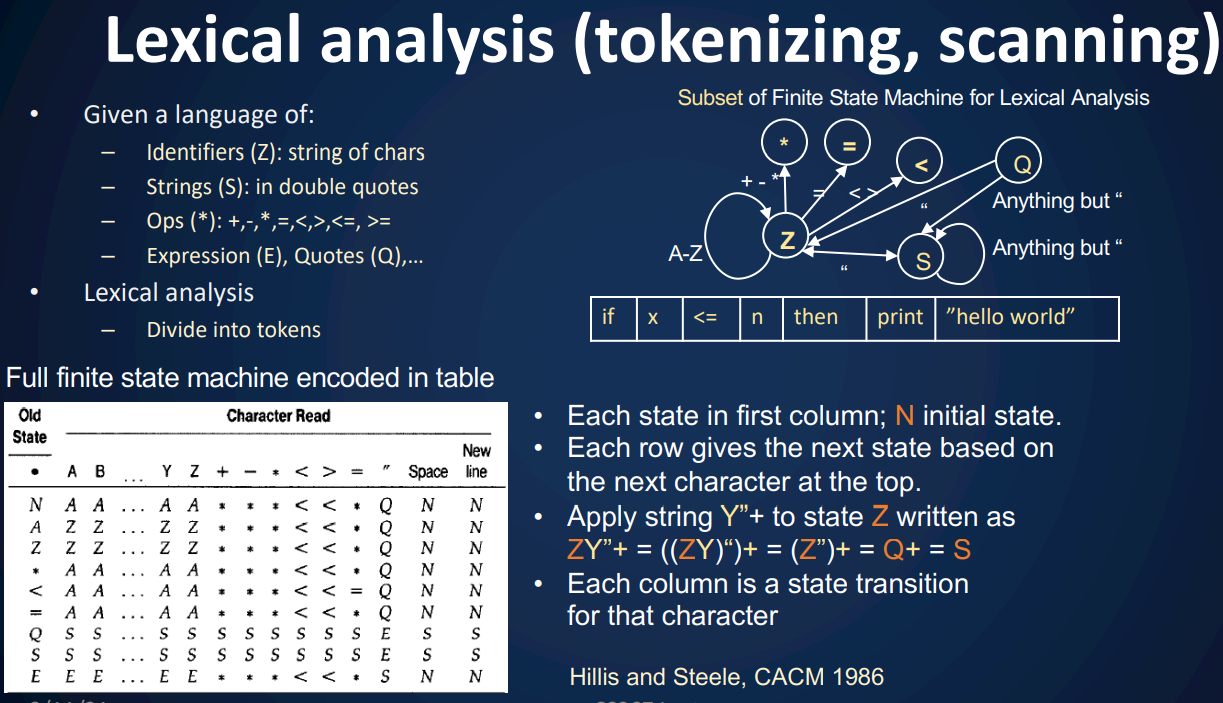 Lexical analysis (tokenizing, scanning)
• Given a language of:
– Identifiers (Z): string of chars
– Strings (S): in double quotes
– Ops (*): +,-,*,=,<,>,<=, >=
– Expression (E), Quotes (Q),...
• Lexical analysis
– Divide into tokens
Subset of Finite State Machine for Lexical Analysis
* = < Q
+ - * = < > “ Anything but “
Z S
A-Z “ Anything but “
if x <= n then print ”hello world”
Full finite state machine encoded in table
Old State
Character Read
• A B ... Y Z + − * < > = ″ Space New line
N A A ... A A * * * < < * Q N N
A Z Z ... Z Z * * * < < * Q N N
Z Z Z ... Z Z * * * < < * Q N N
* A A ... A A * * * < < * Q N N
< A A ... A A * * * < < = Q N N
= A A ... A A * * * < < * Q N N
Q S S ... S S S S S S S S E S S
S S S ... S S S S S S S S E S S
E E E ... E E * * * < < * S N N
• Each state in first column; N initial state.
• Each row gives the next state based on
the next character at the top.
• Apply string Y”+ to state Z written as
ZY”+ = ((ZY)“)+ = (Z”)+ = Q+ = S
• Each column is a state transition
for that character
Hillis and Steele, CACM 1986